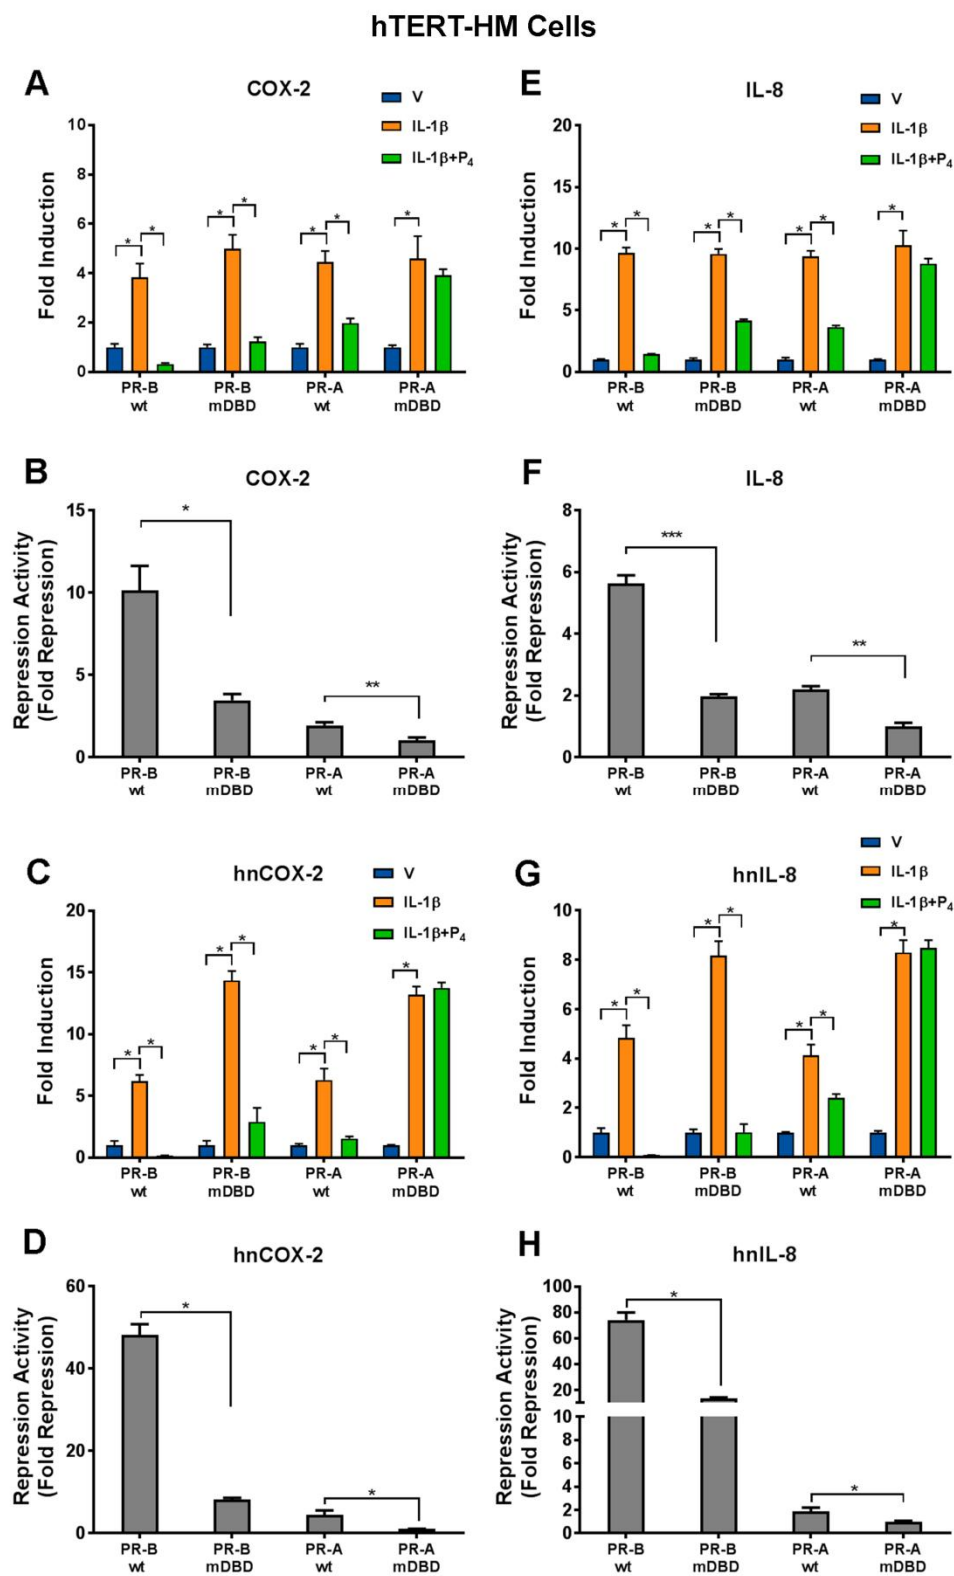 hTERT-HM Cells
A
COX-2
V
IL-1β
IL-1β+P4
Fold Induction
10
8
6
4
2
0
* * * * * * *
PR-B wt
PR-B mDBD
PR-A wt
PR-A mDBD
E
IL-8
V
IL-1β
IL-1β+P4
Fold Induction
20
15
10
5
0
* * * * * * *
PR-B wt
PR-B mDBD
PR-A wt
PR-A mDBD
B
COX-2
Repression Activity
(Fold Repression)
15
10
5
0
*
**
PR-B wt
PR-B mDBD
PR-A wt
PR-A mDBD
F
IL-8
Repression Activity
(Fold Repression)
8
6
4
2
0
***
**
PR-B wt
PR-B mDBD
PR-A wt
PR-A mDBD
C
hnCOX-2
V
IL-1β
IL-1β+P4
Fold Induction
20
15
10
5
0
* * * * * * *
PR-B wt
PR-B mDBD
PR-A wt
PR-A mDBD
G
hnIL-8
V
IL-1β
IL-1β+P4
Fold Induction
10
8
6
4
2
0
* * * * * * *
PR-B wt
PR-B mDBD
PR-A wt
PR-A mDBD
D
hnCOX-2
Repression Activity
(Fold Repression)
60
40
20
0
*
*
PR-B wt
PR-B mDBD
PR-A wt
PR-A mDBD
H
hnIL-8
Repression Activity
(Fold Repression)
100
80
60
40
20
10
8
6
4
2
0
*
*
PR-B wt
PR-B mDBD
PR-A wt
PR-A mDBD